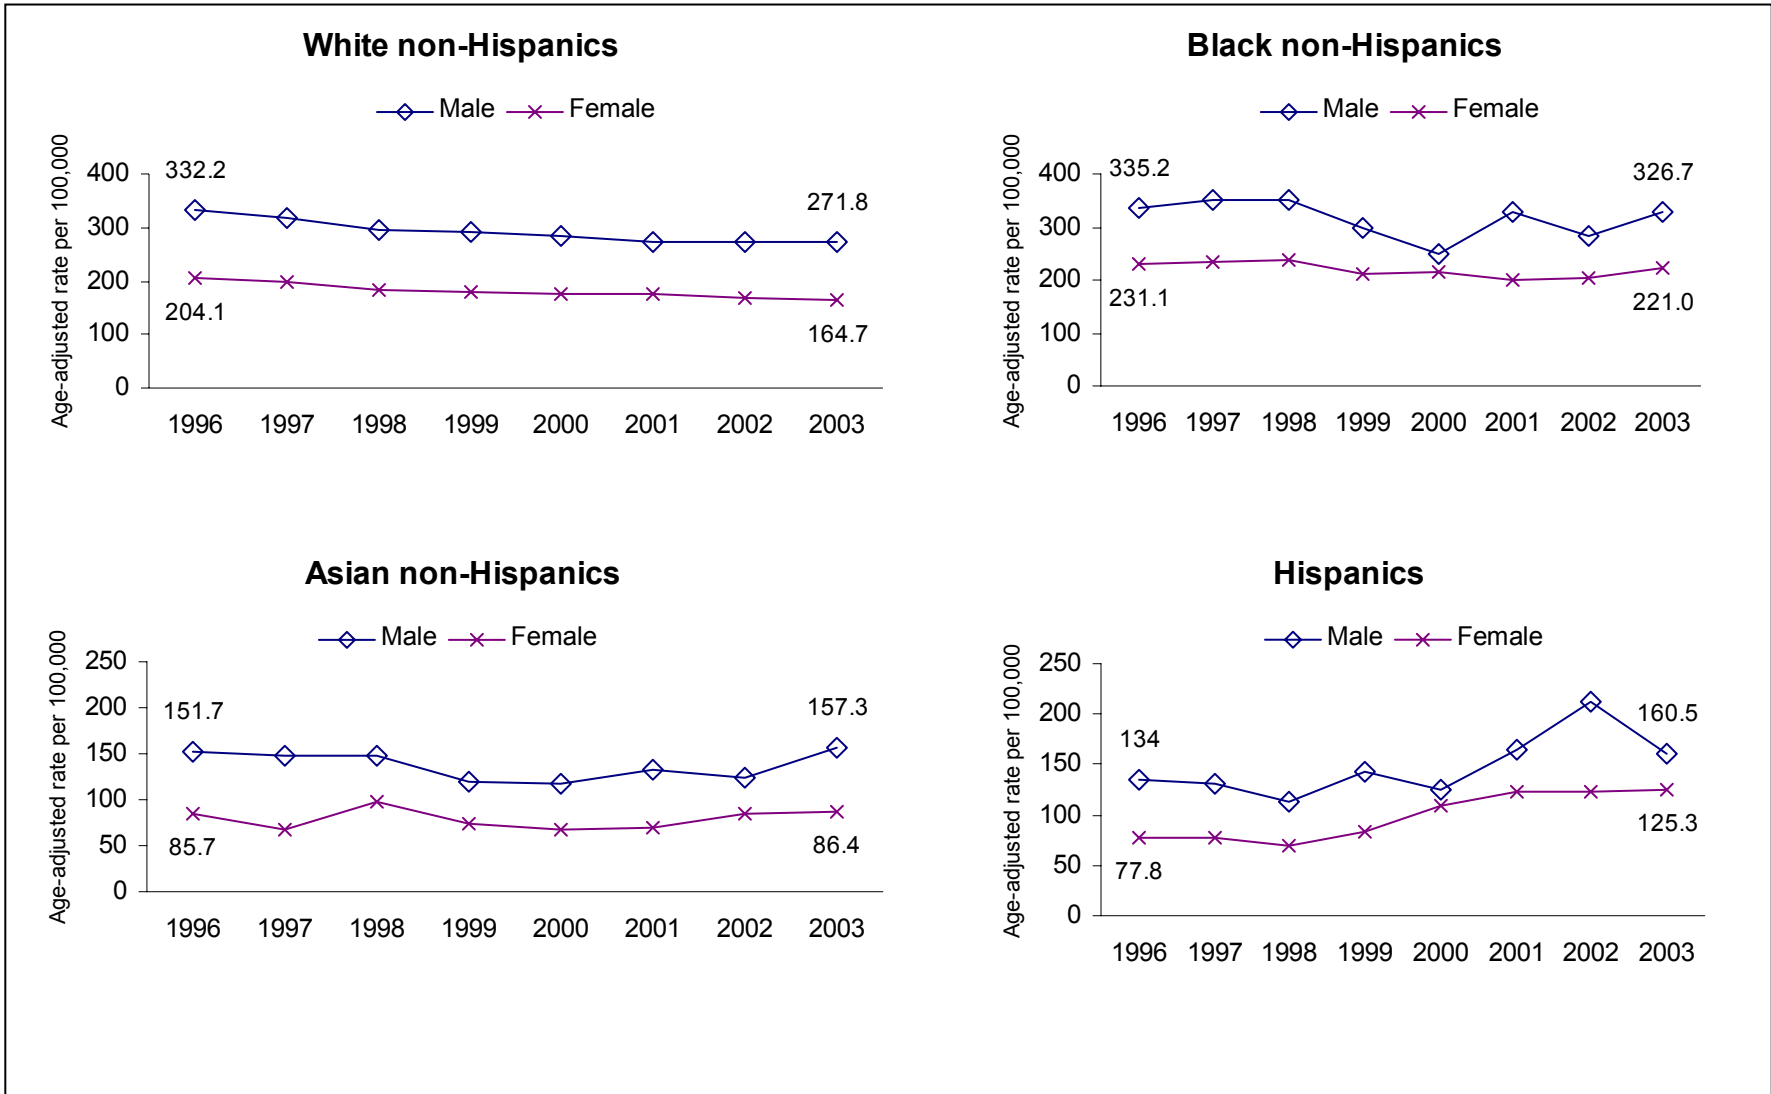 White non-Hispanics
Male Female
Age-adjusted rate per 100,000
400
300
200
100
0
332.2
271.8
204.1
164.7
1996 1997 1998 1999 2000 2001 2002 2003
Black non-Hispanics
Male Female
Age-adjusted rate per 100,000
400
300
200
100
0
335.2
326.7
231.1
221.0
1996 1997 1998 1999 2000 2001 2002 2003
Asian non-Hispanics
Male Female
Age-adjusted rate per 100,000
250
200
150
100
50
0
151.7
157.3
85.7
86.4
1996 1997 1998 1999 2000 2001 2002 2003
Hispanics
Male Female
Age-adjusted rate per 100,000
250
200
150
100
50
0
134
160.5
77.8
125.3
1996 1997 1998 1999 2000 2001 2002 2003